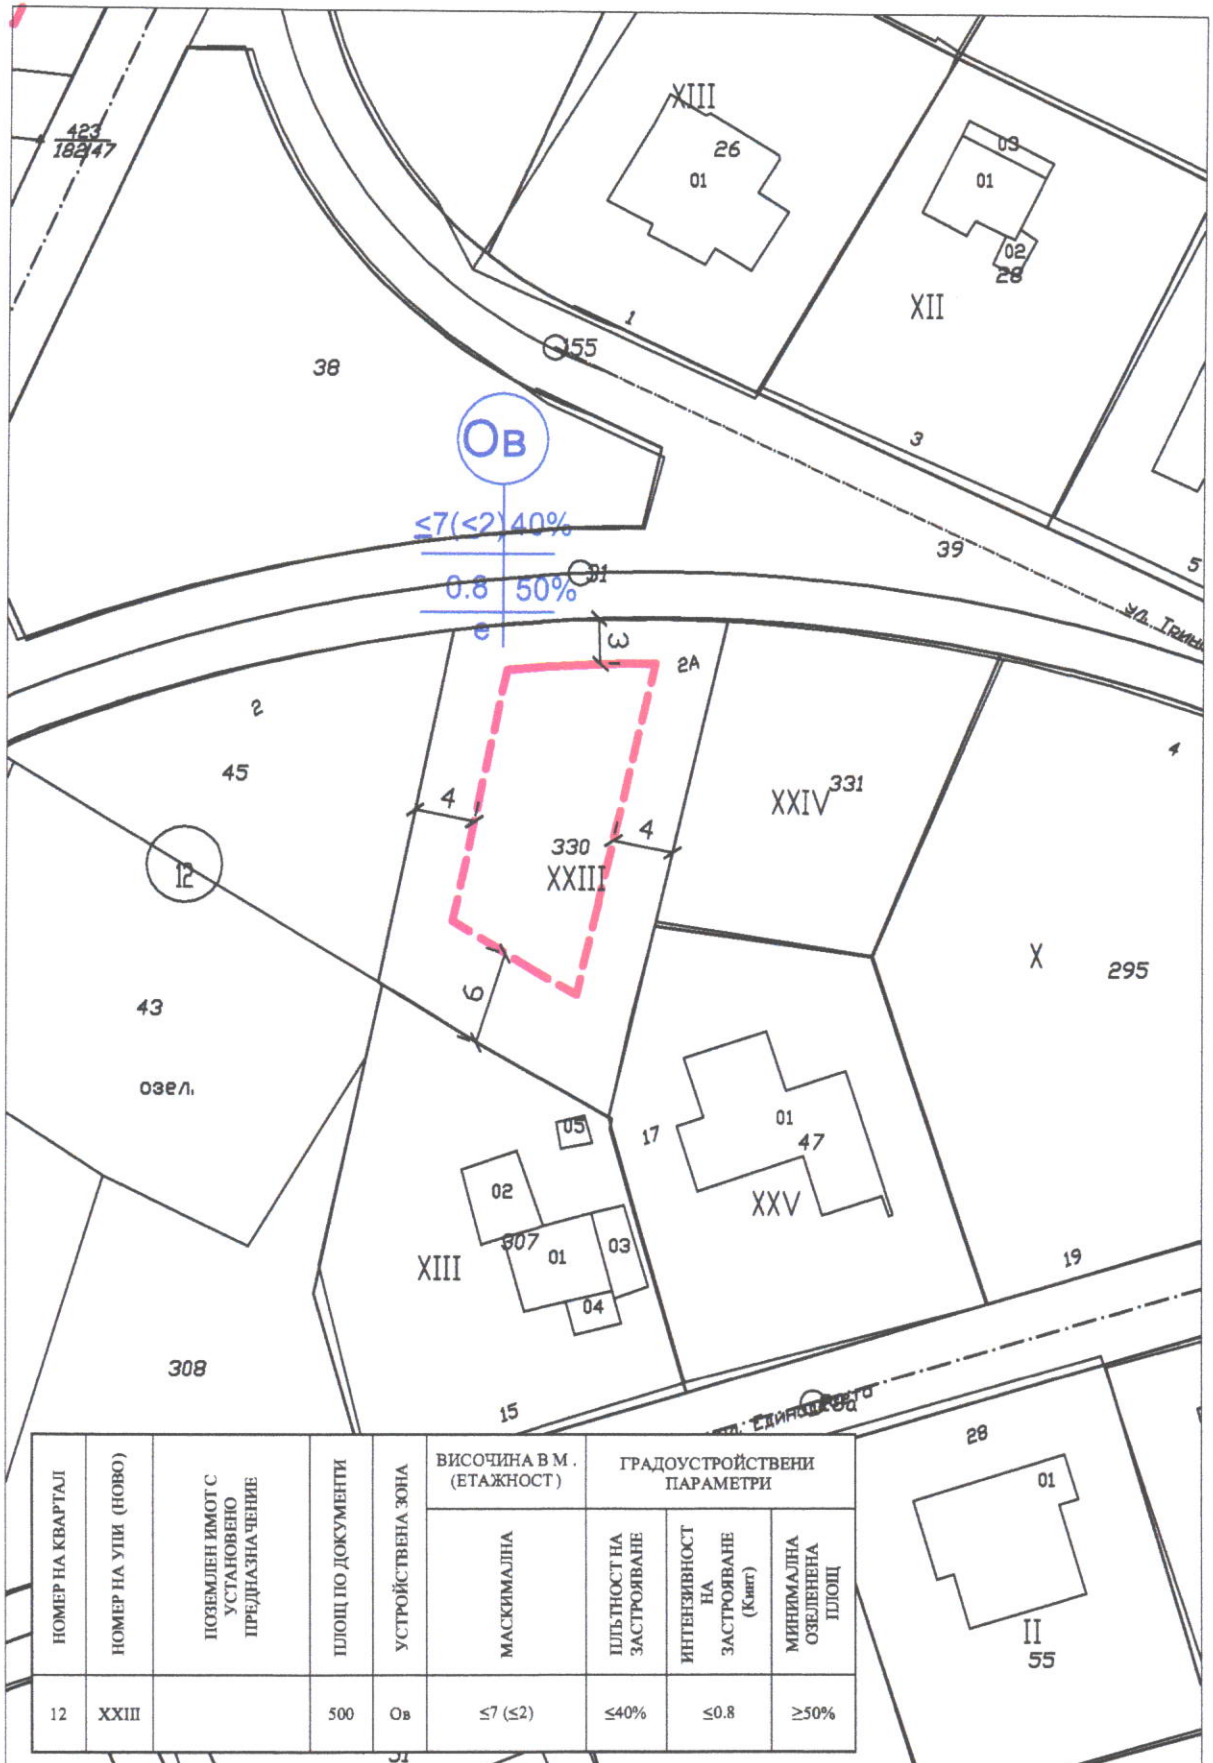 XIII
423
182/47
26
01
03
01
02
28
XII
1
155
38
Ов
3
≤7(≤2) 40%
39
0.8 50%
91
5
е
3
2А
2
45
4
4
XXIV 331
4
330
XXIII
12
X
295
43
6
озел.
05
17
01
47
02
XXV
307
01
03
XIII
19
04
308
15
28
НОМЕР НА КВАРТАЛ
НОМЕР НА УПИ (НОВО)
ПОЗЕМЛЕН ИМОТ С
УСТАНОВЕНО
ПРЕДНАЗНАЧЕНИЕ
ПЛОЩ ПО ДОКУМЕНТИ
УСТРОЙСТВЕНА ЗОНА
ВИСОЧИНА В М .
(ЕТАЖНОСТ)
МАСКИМАЛНА
ГРАДОУСТРОЙСТВЕНИ
ПАРАМЕТРИ
ПЛЪТНОСТ НА
ЗАСТРОЯВАНЕ
ИНТЕНЗИВНОСТ
НА
ЗАСТРОЯВАНЕ
(Кинт)
МИНИМАЛНА
ОЗЕЛЕНЕНА
ПЛОЩ
12 XXIII 500 Ов ≤7 (≤2) ≤40% ≤0.8 ≥50%
01
II
55